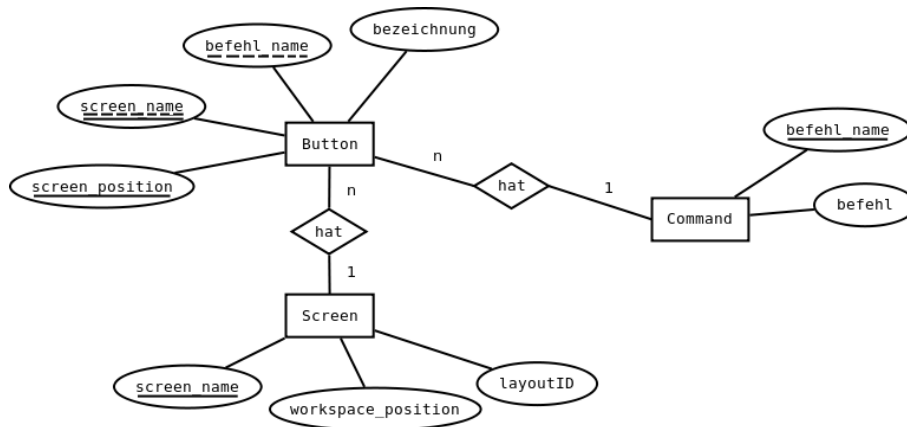 bezeichnung
befehl_name
screen_name
befehl_name
Button
n
hat
screen_position
n
1
befehl
Command
hat
1
Screen
screen_name
layoutID
workspace_position